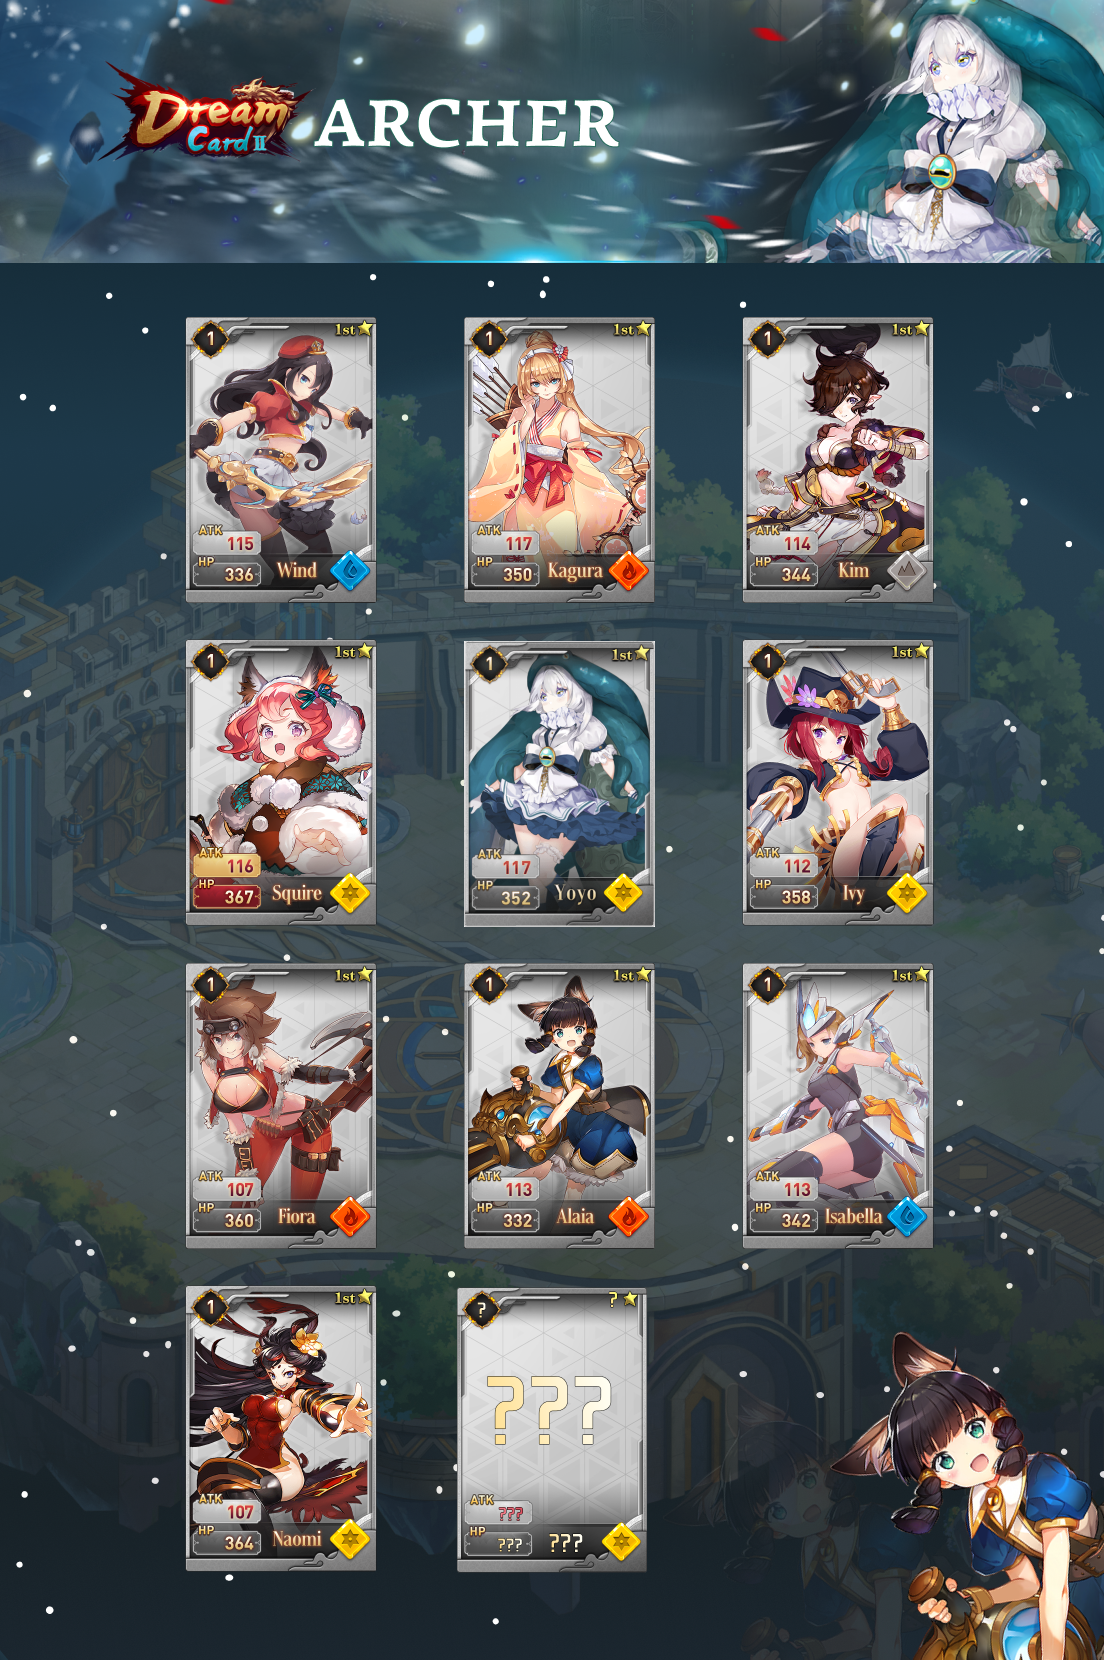 Dream
Card II
ARCHER
1
1st
ATK
115
HP
336
Wind
1
1st
ATK
117
HP
350
Kagura
1
1st
ATK
114
HP
344
Kim
1
1st
ATK
116
HP
367
Squire
1
1st
ATK
117
HP
352
Yoyo
1
1st
ATK
112
HP
358
Ivy
1
1st
ATK
107
HP
360
Fiora
1
1st
ATK
113
HP
332
Alaia
1
1st
ATK
113
HP
342
Isabella
1
1st
ATK
107
HP
364
Naomi
?
?
???
ATK
???
HP
???
???